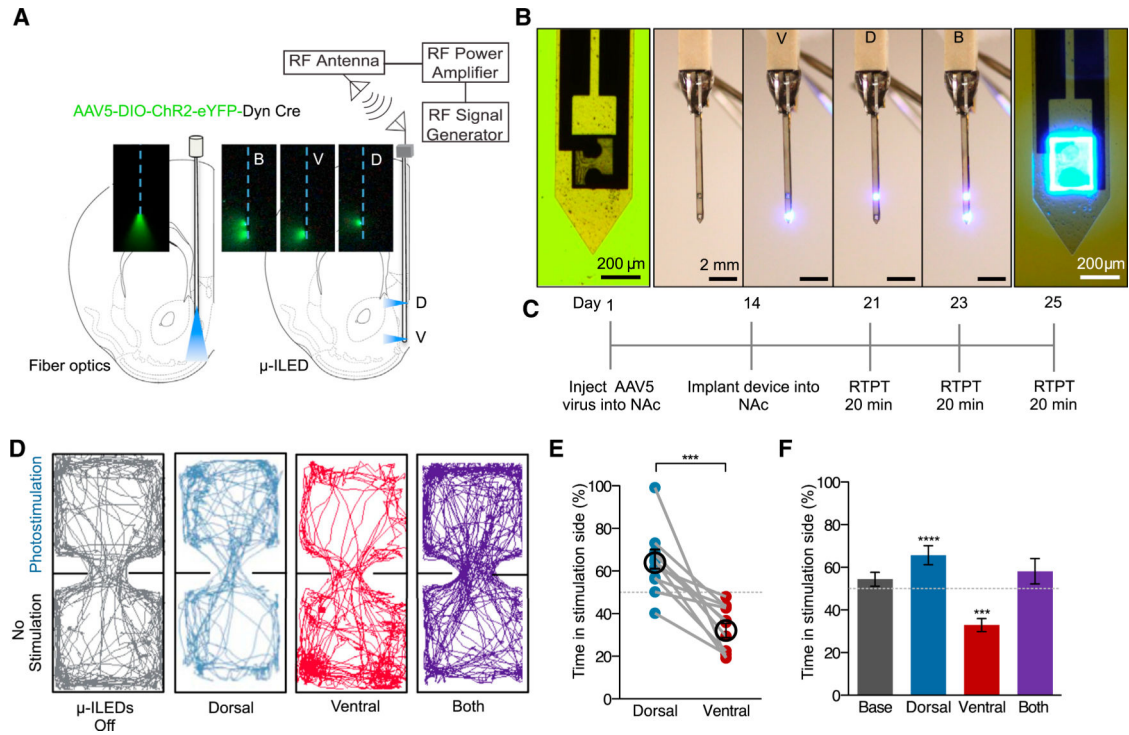 A
RF Antenna
RF Power
Amplifier
RF Signal
Generator
AAV5-DIO-ChR2-eYFP-Dyn Cre
B
V
D
D
V
Fiber optics
µ-ILED
B
V
D
B
200 µm
2 mm
200µm
C
Day 1
14
21
23
25
Inject AAV5
virus into NAc
Implant device into
NAc
RTPT
20 min
RTPT
20 min
RTPT
20 min
D
Photostimulation
No
Stimulation
µ-ILEDs
Off
Dorsal
Ventral
Both
E
***
Time in stimulation side (%)
100
80
60
40
20
0
Dorsal
Ventral
F
Time in stimulation side (%)
100
80
60
40
20
0
****
***
Base
Dorsal
Ventral
Both